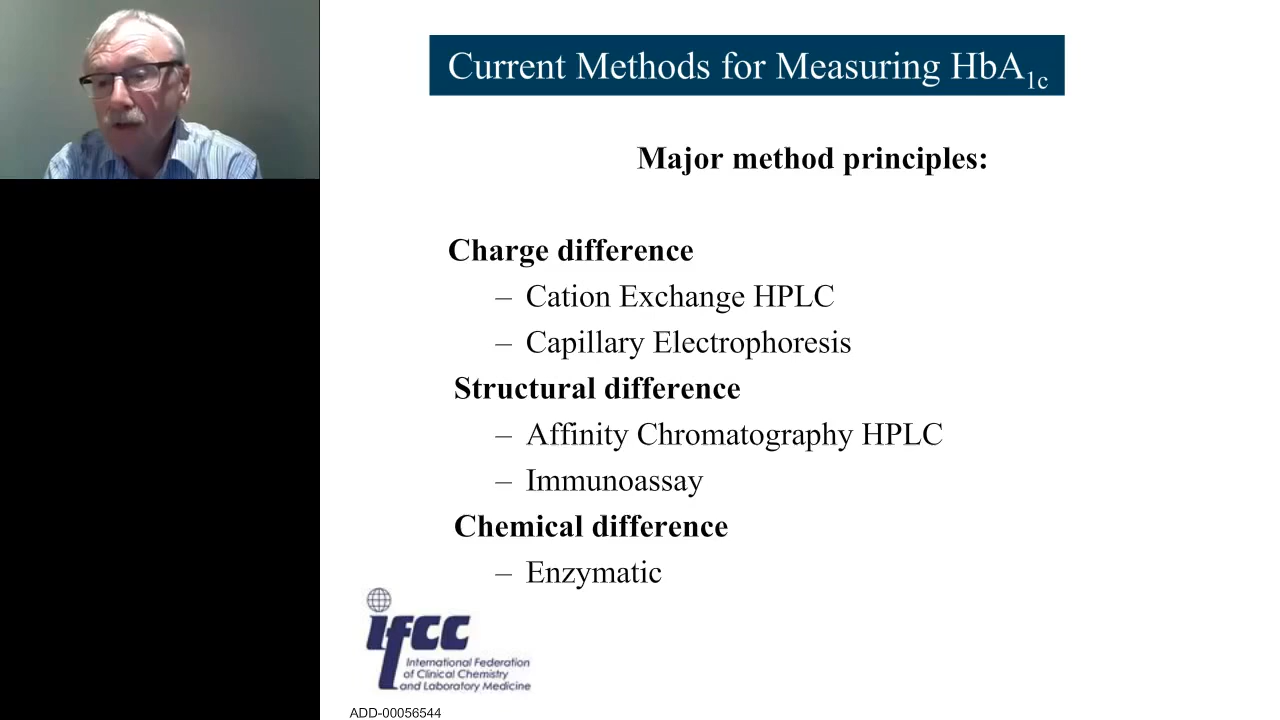 Current Methods for Measuring HbA1c
Major method principles:
Charge difference
– Cation Exchange HPLC
– Capillary Electrophoresis
Structural difference
– Affinity Chromatography HPLC
– Immunoassay
Chemical difference
– Enzymatic
ifcc
International Federation
of Clinical Chemistry
and Laboratory Medicine
ADD-00056544